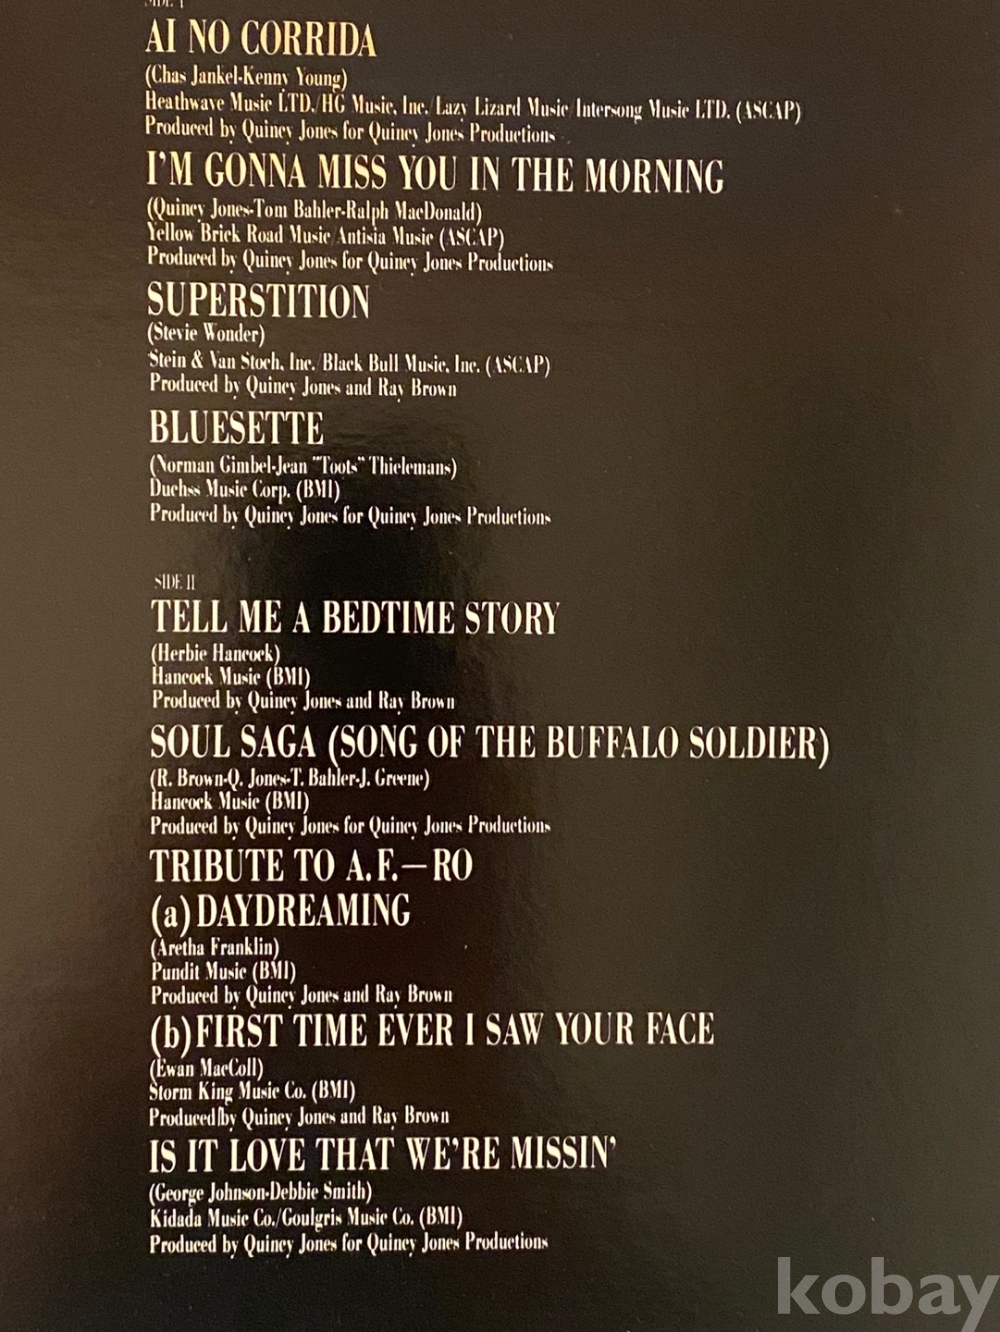 SIDE I
AI NO CORRIDA
(Chas Jankel-Kenny Young)
Heathwave Music LTD./HG Music, Inc./Lazy Lizard Music/Intersong Music LTD. (ASCAP)
Produced by Quincy Jones for Quincy Jones Productions
I'M GONNA MISS YOU IN THE MORNING
(Quincy Jones-Tom Bahler-Ralph MacDonald)
Yellow Brick Road Music/Antisia Music (ASCAP)
Produced by Quincy Jones for Quincy Jones Productions
SUPERSTITION
(Stevie Wonder)
Stein & Van Stoch, Inc./Black Bull Music, Inc. (ASCAP)
Produced by Quincy Jones and Ray Brown
BLUESETTE
(Norman Gimbel-Jean "Toots" Thielemans)
Duchss Music Corp. (BMI)
Produced by Quincy Jones for Quincy Jones Productions
SIDE II
TELL ME A BEDTIME STORY
(Herbie Hancock)
Hancock Music (BMI)
Produced by Quincy Jones and Ray Brown
SOUL SAGA (SONG OF THE BUFFALO SOLDIER)
(R. Brown-Q. Jones-T. Bahler-J. Greene)
Hancock Music (BMI)
Produced by Quincy Jones for Quincy Jones Productions
TRIBUTE TO A.F.—RO
(a) DAYDREAMING
(Aretha Franklin)
Pundit Music (BMI)
Produced by Quincy Jones and Ray Brown
(b) FIRST TIME EVER I SAW YOUR FACE
(Ewan MacColl)
Storm King Music Co. (BMI)
Produced by Quincy Jones and Ray Brown
IS IT LOVE THAT WE'RE MISSIN'
(George Johnson-Debbie Smith)
Kidada Music Co./Goulgris Music Co. (BMI)
Produced by Quincy Jones for Quincy Jones Productions
kobay